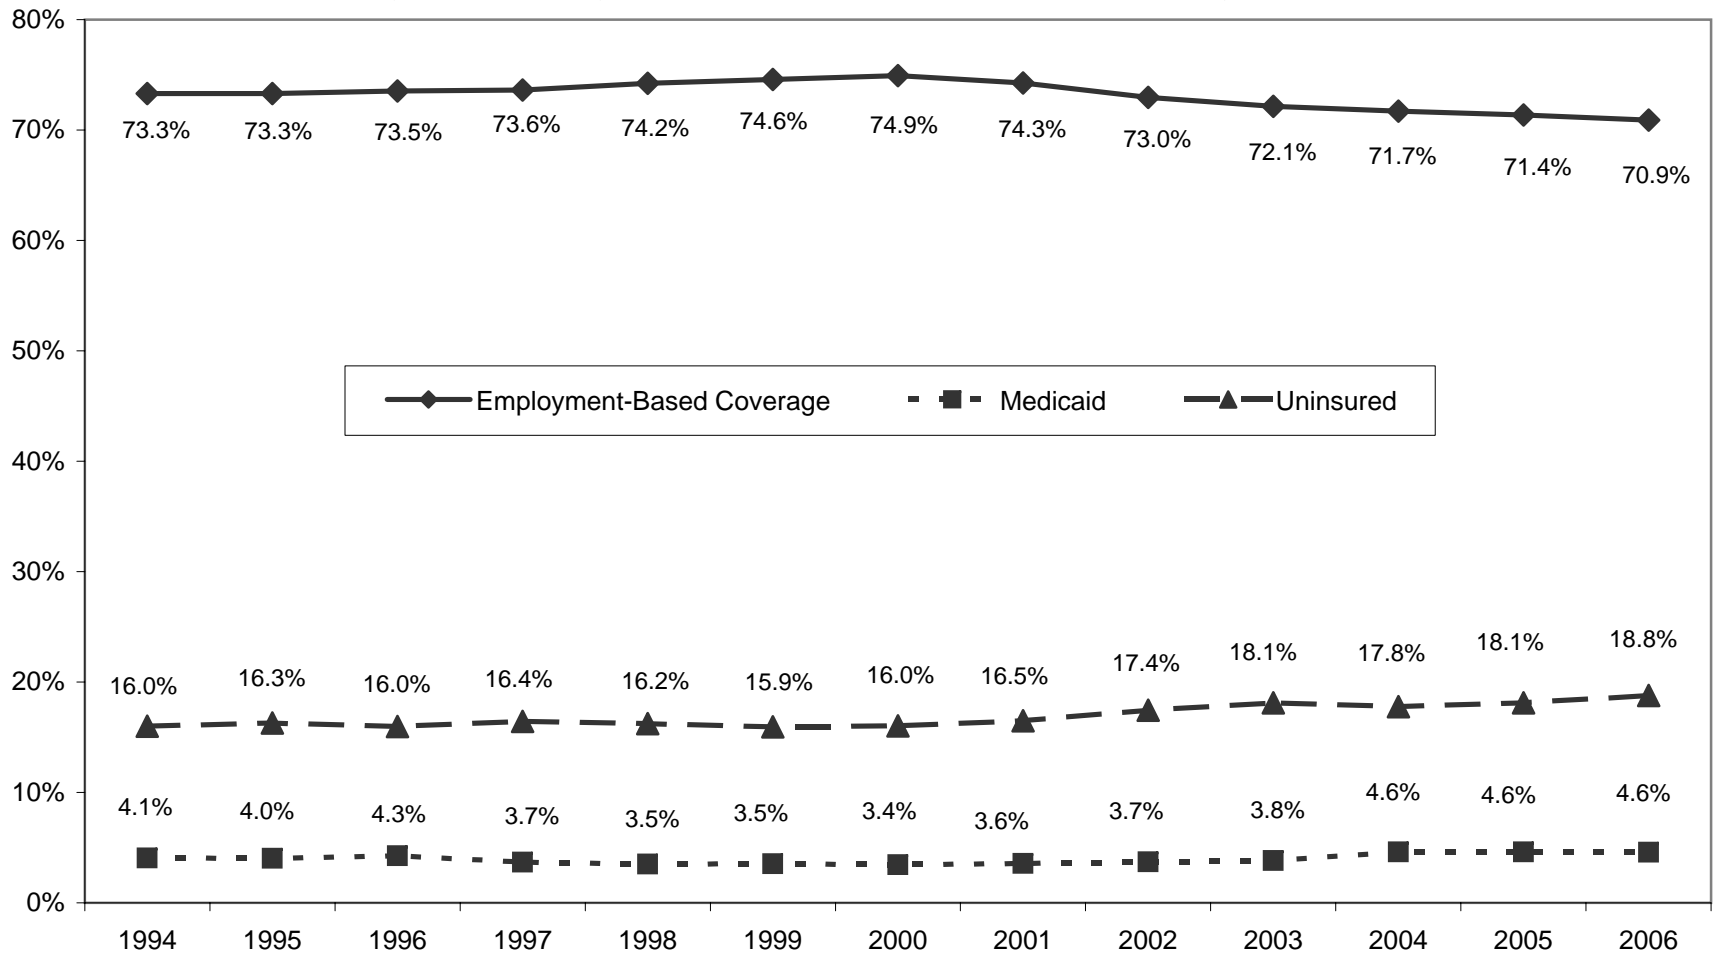 80%
70%
60%
50%
40%
30%
20%
10%
0%
73.3% 73.3% 73.5% 73.6% 74.2% 74.6% 74.9% 74.3% 73.0% 72.1% 71.7% 71.4% 70.9%
Employment-Based Coverage Medicaid Uninsured
16.0% 16.3% 16.0% 16.4% 16.2% 15.9% 16.0% 16.5% 17.4% 18.1% 17.8% 18.1% 18.8%
4.1% 4.0% 4.3% 3.7% 3.5% 3.5% 3.4% 3.6% 3.7% 3.8% 4.6% 4.6% 4.6%
1994 1995 1996 1997 1998 1999 2000 2001 2002 2003 2004 2005 2006